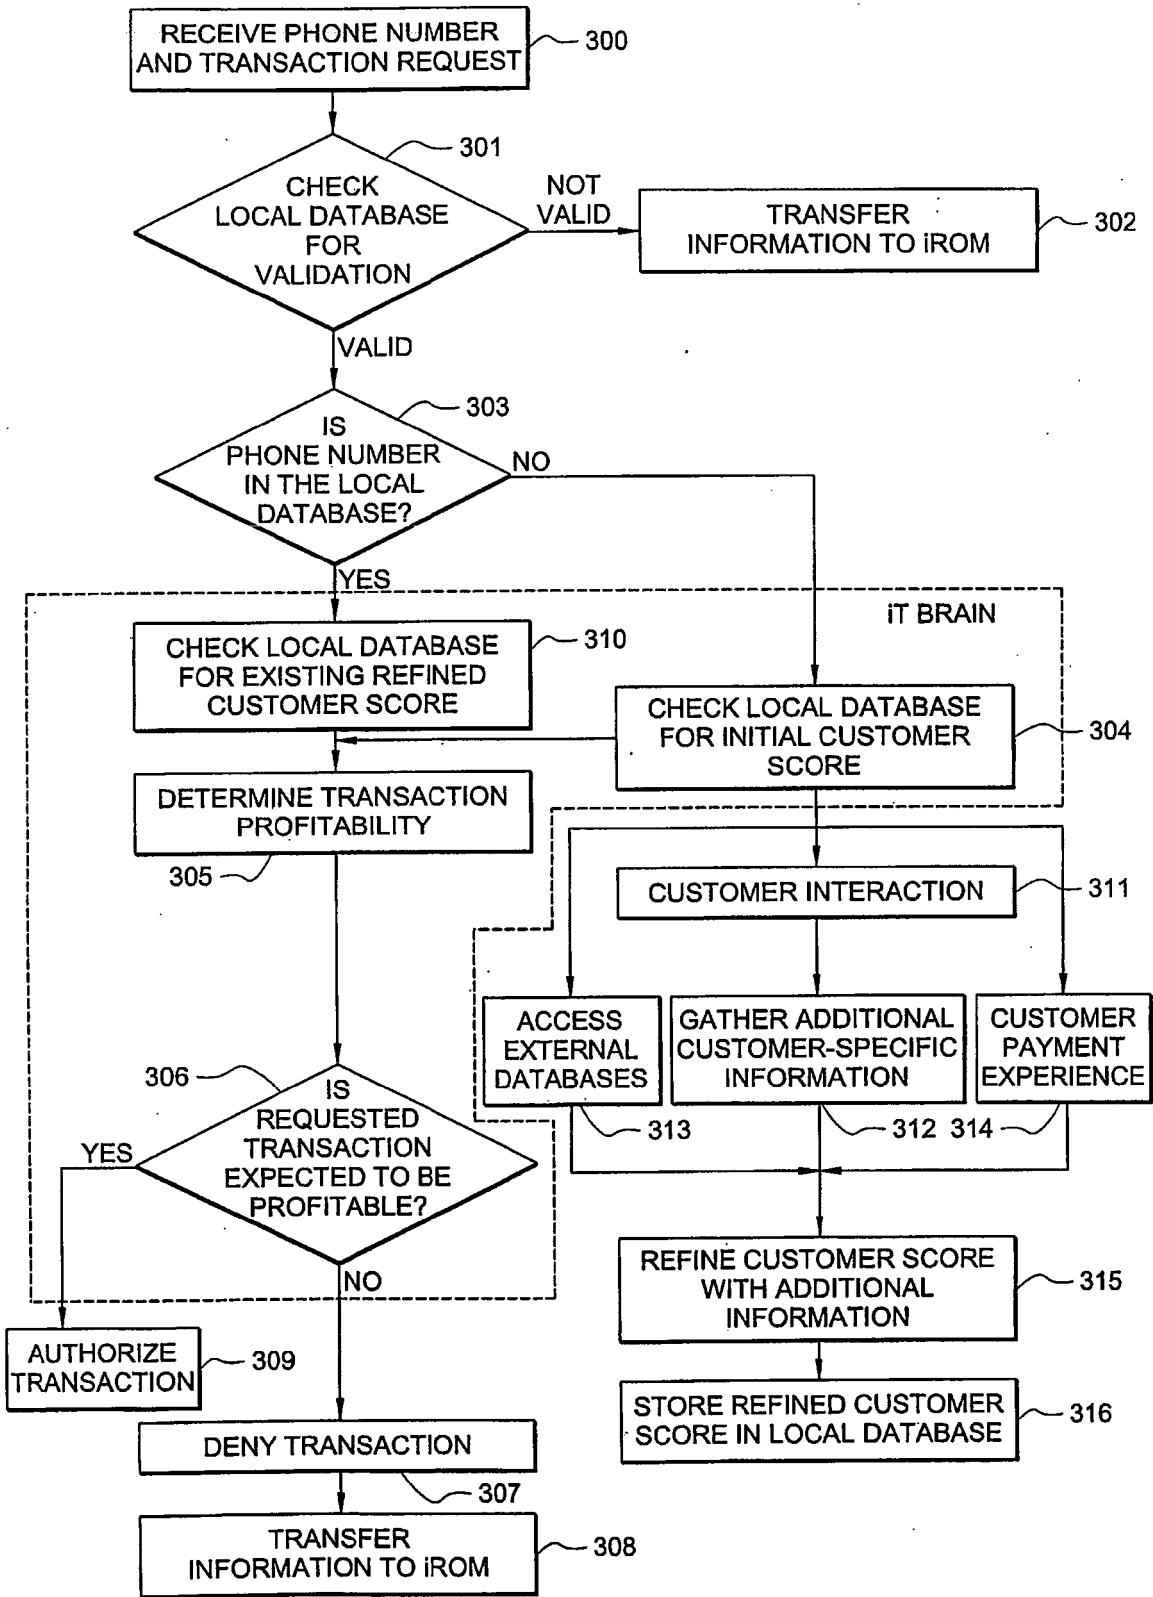 RECEIVE PHONE NUMBER
AND TRANSACTION REQUEST
300
301
CHECK
LOCAL DATABASE
FOR
VALIDATION
NOT
VALID
TRANSFER
INFORMATION TO iROM
302
VALID
303
IS
PHONE NUMBER
IN THE LOCAL
DATABASE?
NO
YES
iT BRAIN
CHECK LOCAL DATABASE
FOR EXISTING REFINED
CUSTOMER SCORE
310
CHECK LOCAL DATABASE
FOR INITIAL CUSTOMER
SCORE
304
DETERMINE TRANSACTION
PROFITABILITY
305
CUSTOMER INTERACTION
311
ACCESS
EXTERNAL
DATABASES
313
GATHER ADDITIONAL
CUSTOMER-SPECIFIC
INFORMATION
312
CUSTOMER
PAYMENT
EXPERIENCE
314
306
IS
REQUESTED
TRANSACTION
EXPECTED TO BE
PROFITABLE?
YES
NO
REFINE CUSTOMER SCORE
WITH ADDITIONAL
INFORMATION
315
AUTHORIZE
TRANSACTION
309
STORE REFINED CUSTOMER
SCORE IN LOCAL DATABASE
316
DENY TRANSACTION
307
TRANSFER
INFORMATION TO iROM
308